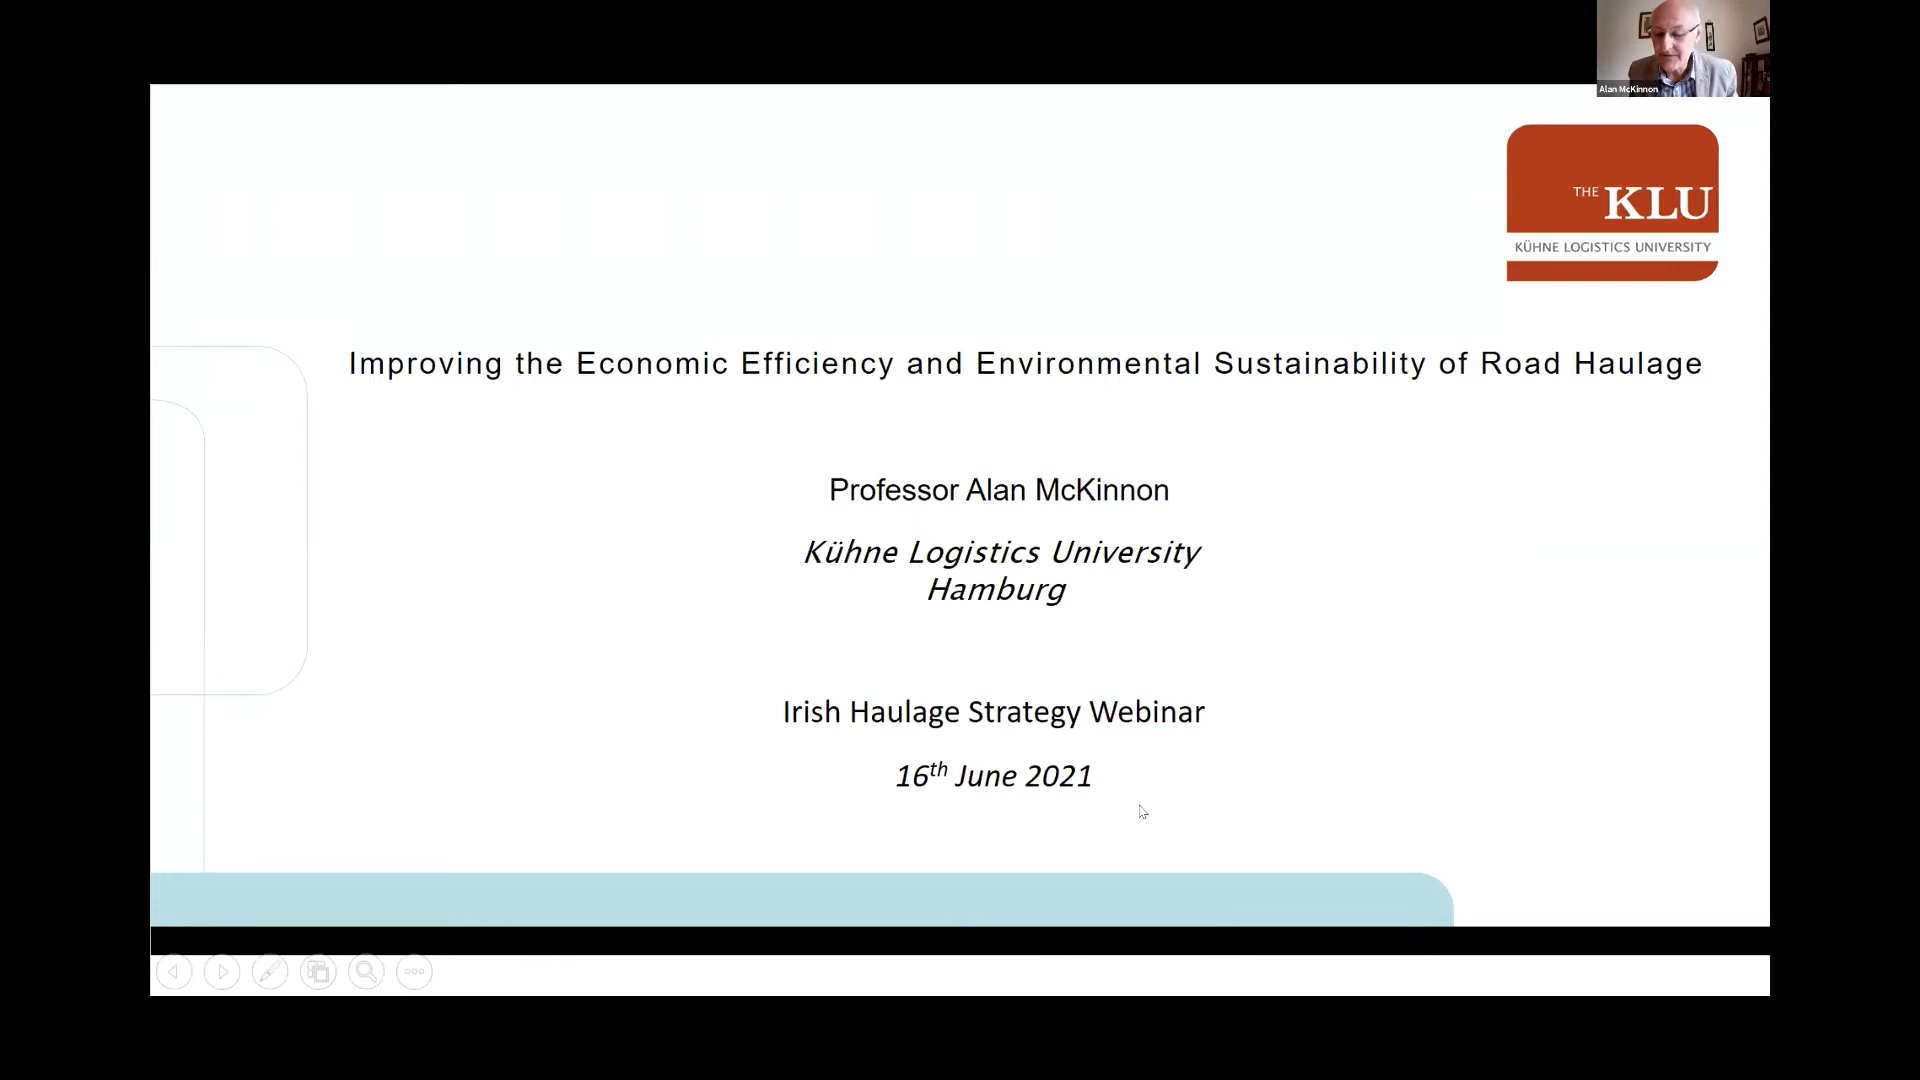 Alan McKinnon
THE KLU
KÜHNE LOGISTICS UNIVERSITY
Improving the Economic Efficiency and Environmental Sustainability of Road Haulage
Professor Alan McKinnon
Kühne Logistics University
Hamburg
Irish Haulage Strategy Webinar
16th June 2021